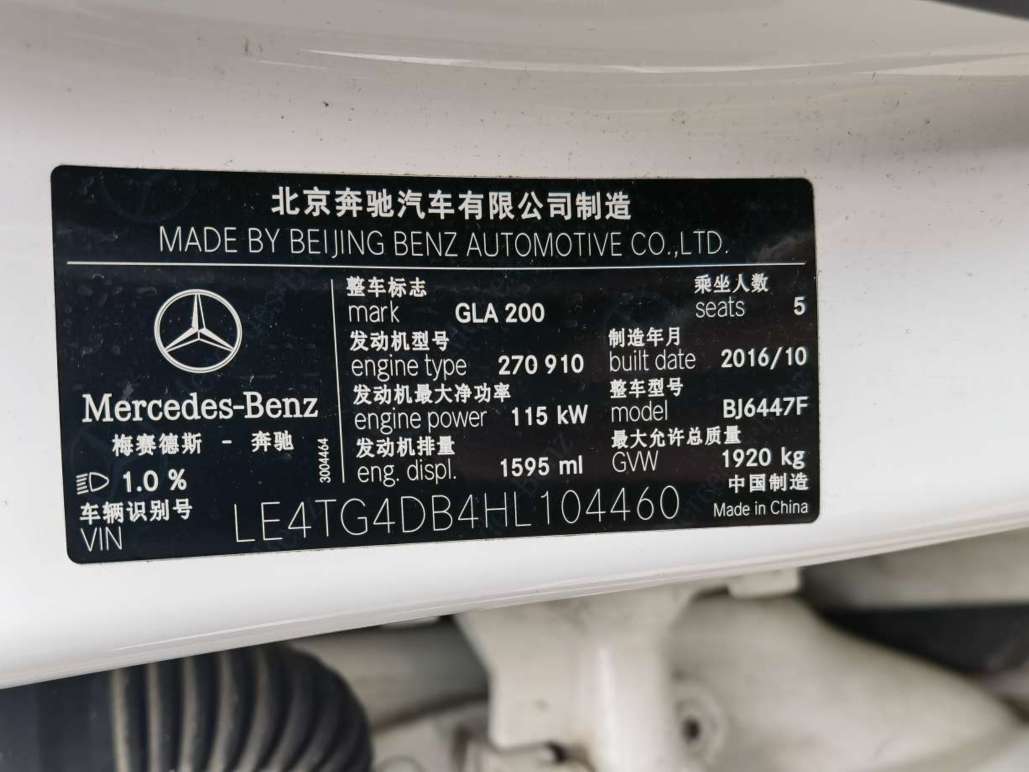 北京奔驰汽车有限公司制造
MADE BY BEIJING BENZ AUTOMOTIVE CO.,LTD.
Mercedes-Benz
梅赛德斯 - 奔驰
1.0 %
3004464
整车标志
mark GLA 200
乘坐人数
seats 5
发动机型号
engine type 270 910
制造年月
built date 2016/10
发动机最大净功率
engine power 115 kW
整车型号
model BJ6447F
发动机排量
eng. displ. 1595 ml
最大允许总质量
GVW 1920 kg
车辆识别号
VIN LE4TG4DB4HL104460
中国制造
Made in China